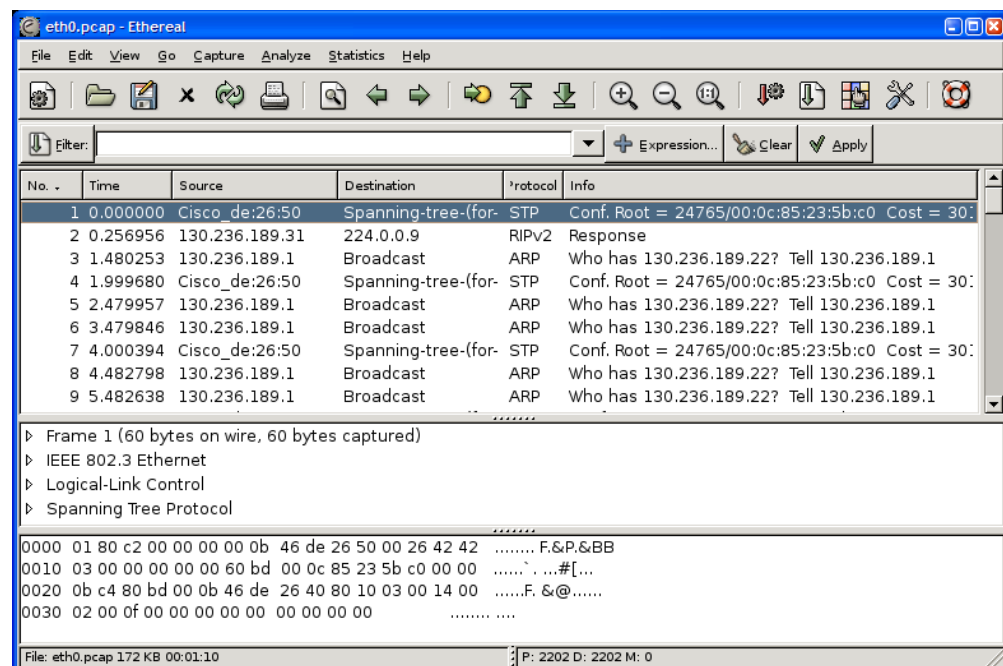 eth0.pcap - Ethereal
File Edit View Go Capture Analyze Statistics Help
Filter: Expression... Clear Apply
No. Time Source Destination Protocol Info
1 0.000000 Cisco_de:26:50 Spanning-tree-(for- STP Conf. Root = 24765/00:0c:85:23:5b:c0 Cost = 301
2 0.256956 130.236.189.31 224.0.0.9 RIPv2 Response
3 1.480253 130.236.189.1 Broadcast ARP Who has 130.236.189.22? Tell 130.236.189.1
4 1.999680 Cisco_de:26:50 Spanning-tree-(for- STP Conf. Root = 24765/00:0c:85:23:5b:c0 Cost = 301
5 2.479957 130.236.189.1 Broadcast ARP Who has 130.236.189.22? Tell 130.236.189.1
6 3.479846 130.236.189.1 Broadcast ARP Who has 130.236.189.22? Tell 130.236.189.1
7 4.000394 Cisco_de:26:50 Spanning-tree-(for- STP Conf. Root = 24765/00:0c:85:23:5b:c0 Cost = 301
8 4.482798 130.236.189.1 Broadcast ARP Who has 130.236.189.22? Tell 130.236.189.1
9 5.482638 130.236.189.1 Broadcast ARP Who has 130.236.189.22? Tell 130.236.189.1
Frame 1 (60 bytes on wire, 60 bytes captured)
IEEE 802.3 Ethernet
Logical-Link Control
Spanning Tree Protocol
0000 01 80 c2 00 00 00 00 0b 46 de 26 50 00 26 42 42 ........ F.&P.&BB
0010 03 00 00 00 00 00 60 bd 00 0c 85 23 5b c0 00 00 ......`. ...#[...
0020 0b c4 80 bd 00 0b 46 de 26 40 80 10 03 00 14 00 ......F. &@......
0030 02 00 0f 00 00 00 00 00 00 00 00 00 ........ ....
File: eth0.pcap 172 KB 00:01:10 P: 2202 D: 2202 M: 0